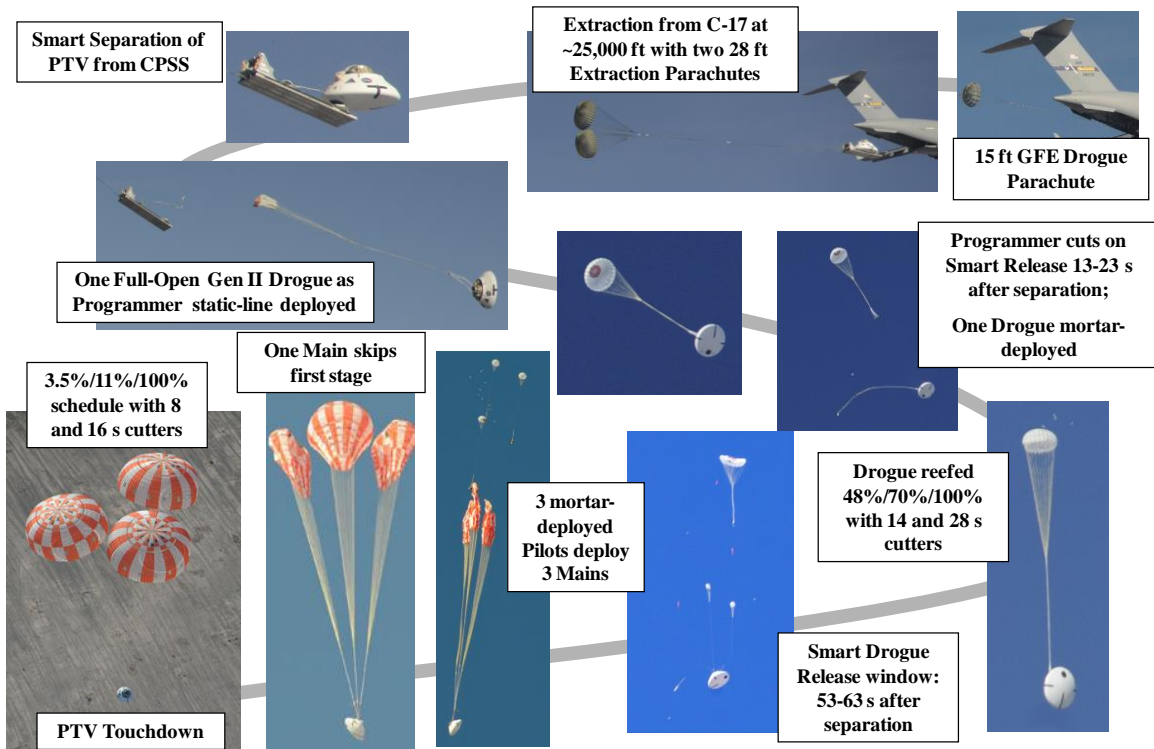 Smart Separation of
PTV from CPSS
Extraction from C-17 at
~25,000 ft with two 28 ft
Extraction Parachutes
15 ft GFE Drogue
Parachute
One Full-Open Gen II Drogue as
Programmer static-line deployed
Programmer cuts on
Smart Release 13-23 s
after separation;
One Drogue mortar-
deployed
One Main skips
first stage
3.5%/11%/100%
schedule with 8
and 16 s cutters
3 mortar-
deployed
Pilots deploy
3 Mains
Drogue reefed
48%/70%/100%
with 14 and 28 s
cutters
Smart Drogue
Release window:
53-63 s after
separation
PTV Touchdown